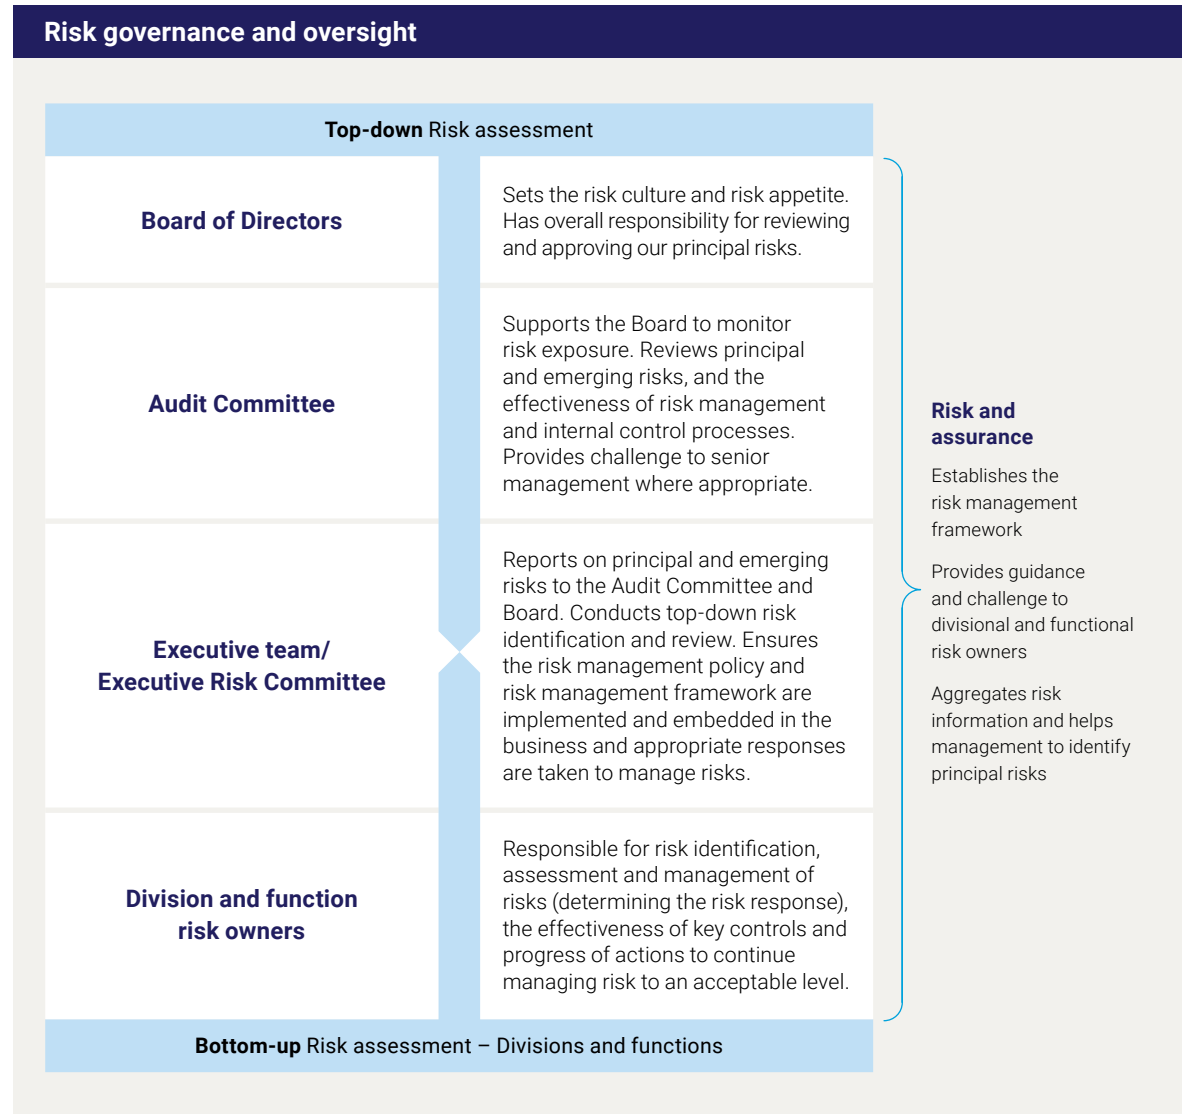 Risk governance and oversight
Top-down Risk assessment
Board of Directors
Sets the risk culture and risk appetite.
Has overall responsibility for reviewing
and approving our principal risks.
Audit Committee
Supports the Board to monitor
risk exposure. Reviews principal
and emerging risks, and the
effectiveness of risk management
and internal control processes.
Provides challenge to senior
management where appropriate.
Executive team/
Executive Risk Committee
Reports on principal and emerging
risks to the Audit Committee and
Board. Conducts top-down risk
identification and review. Ensures
the risk management policy and
risk management framework are
implemented and embedded in the
business and appropriate responses
are taken to manage risks.
Division and function
risk owners
Responsible for risk identification,
assessment and management of
risks (determining the risk response),
the effectiveness of key controls and
progress of actions to continue
managing risk to an acceptable level.
Bottom-up Risk assessment – Divisions and functions
Risk and
assurance
Establishes the
risk management
framework
Provides guidance
and challenge to
divisional and functional
risk owners
Aggregates risk
information and helps
management to identify
principal risks